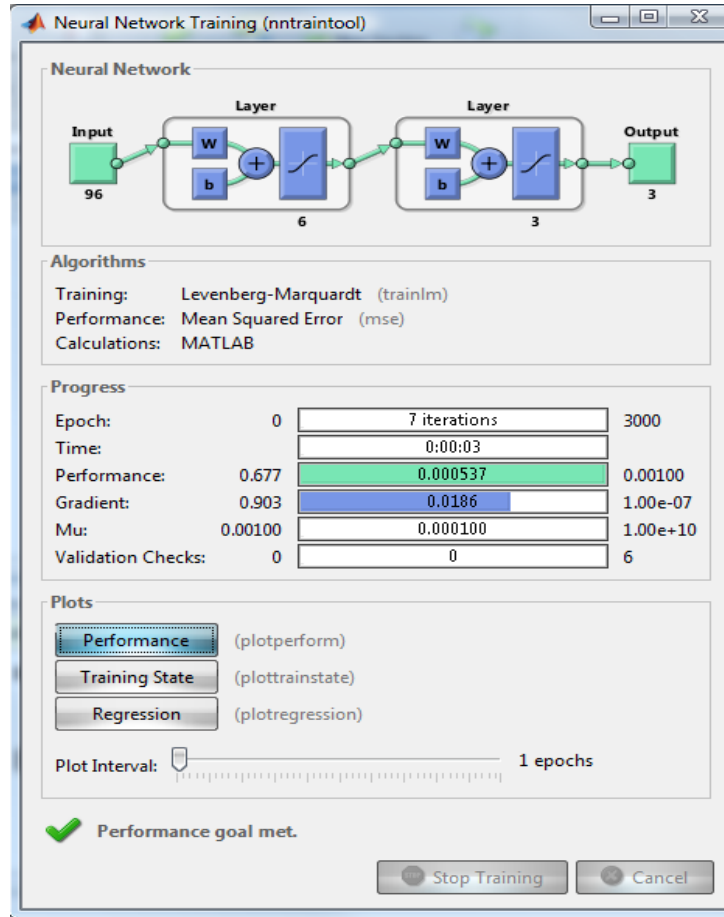 Neural Network Training (nntraintool)
Neural Network
Layer Layer
Input Output
W W
+ +
b b
96 3
6 3
Algorithms
Training: Levenberg-Marquardt (trainlm)
Performance: Mean Squared Error (mse)
Calculations: MATLAB
Progress
Epoch: 0 7 iterations 3000
Time: 0:00:03
Performance: 0.677 0.000537 0.00100
Gradient: 0.903 0.0186 1.00e-07
Mu: 0.00100 0.000100 1.00e+10
Validation Checks: 0 0 6
Plots
Performance (plotperform)
Training State (plottrainstate)
Regression (plotregression)
Plot Interval: 1 epochs
Performance goal met.
Stop Training Cancel